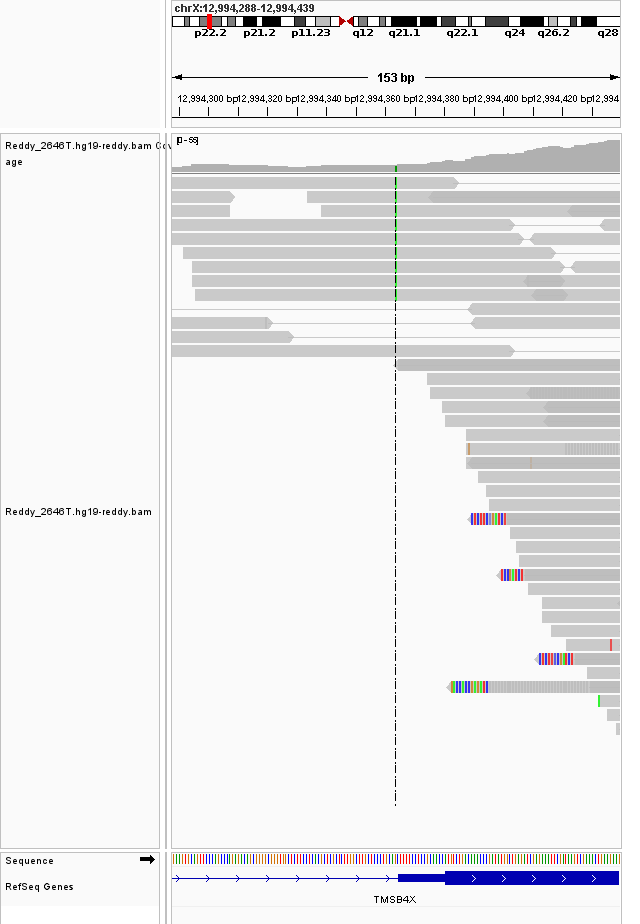 chrX:12,994,288-12,994,439
p22.2 p21.2 p11.23 q12 q21.1 q22.1 q24 q26.2 q28
153 bp
12,994,300 bp 12,994,320 bp 12,994,340 bp 12,994,360 bp 12,994,380 bp 12,994,400 bp 12,994,420 bp 12,994
Reddy_2646T.hg19-reddy.bam Cov
age
Reddy_2646T.hg19-reddy.bam
Sequence
RefSeq Genes
TMSB4X